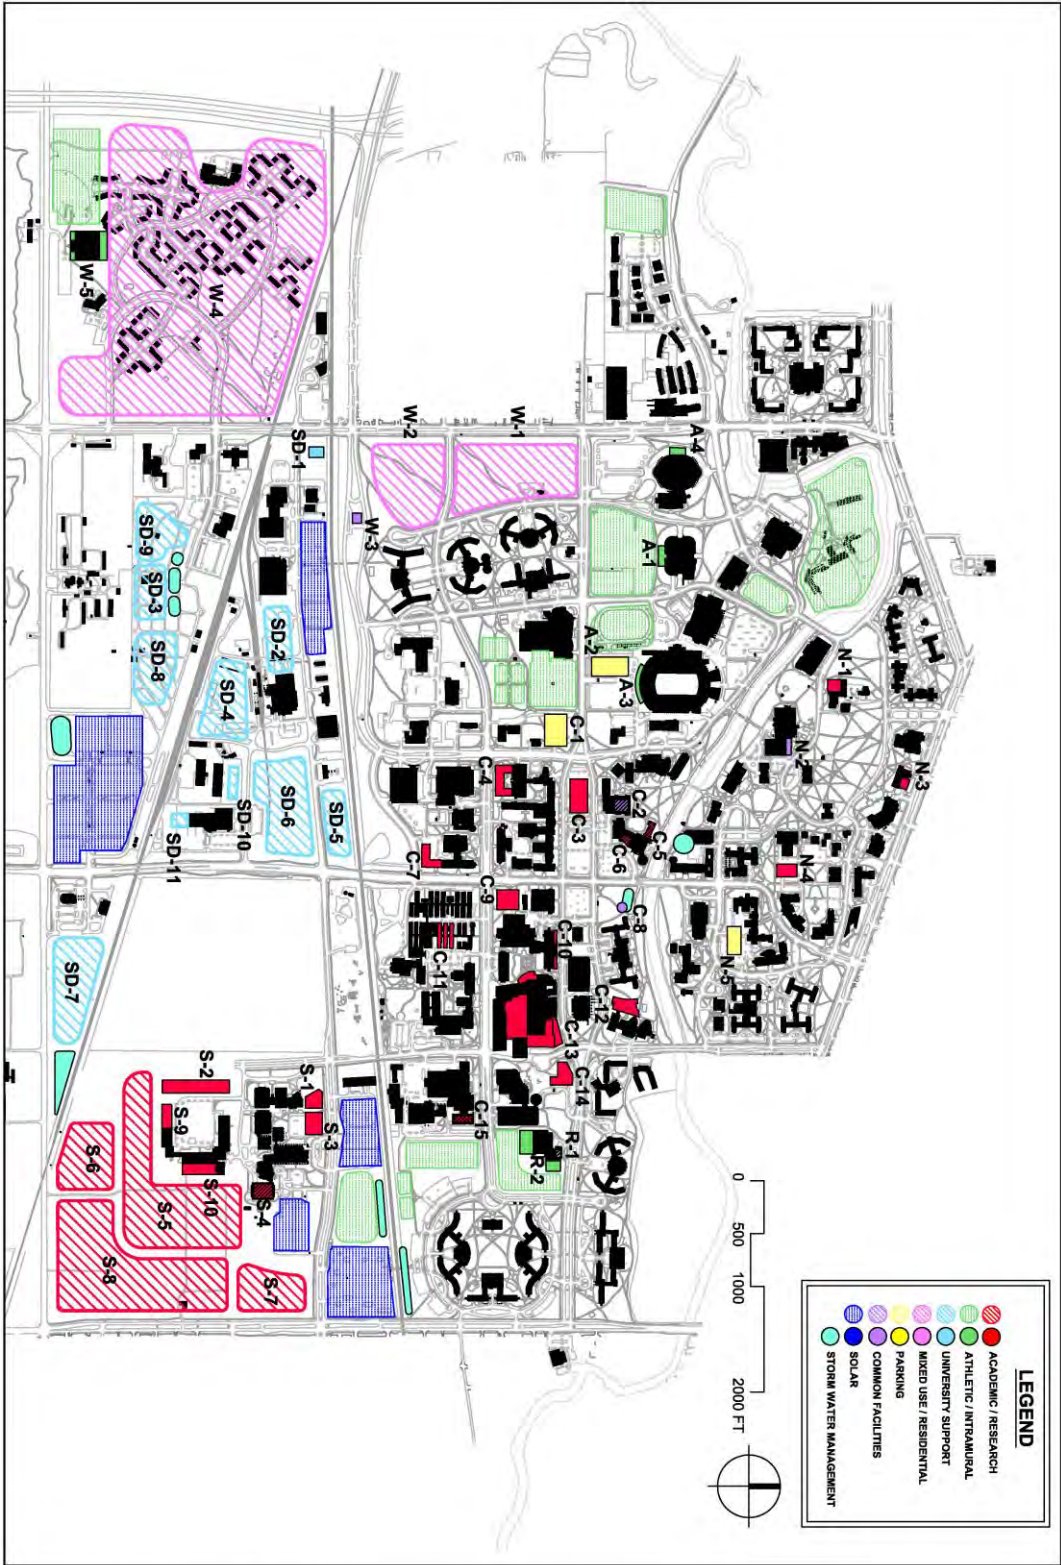 LEGEND
ACADEMIC / RESEARCH
ATHLETIC / INTRAMURAL
UNIVERSITY SUPPORT
MIXED USE / RESIDENTIAL
PARKING
COMMON FACILITIES
SOLAR
STORM WATER MANAGEMENT
0 500 1000 2000 FT
N-1
N-2
N-3
N-4
N-5
A-4
A-1
A-2
A-3
W-1
W-2
W-3
W-4
W-5
C-1
C-2
C-3
C-4
C-5
C-6
C-7
C-8
C-9
C-10
C-11
C-12
C-13
C-14
C-15
R-1
R-2
SD-1
SD-2
SD-3
SD-4
SD-5
SD-6
SD-7
SD-8
SD-9
SD-10
SD-11
S-1
S-2
S-3
S-4
S-5
S-6
S-7
S-8
S-9
S-10